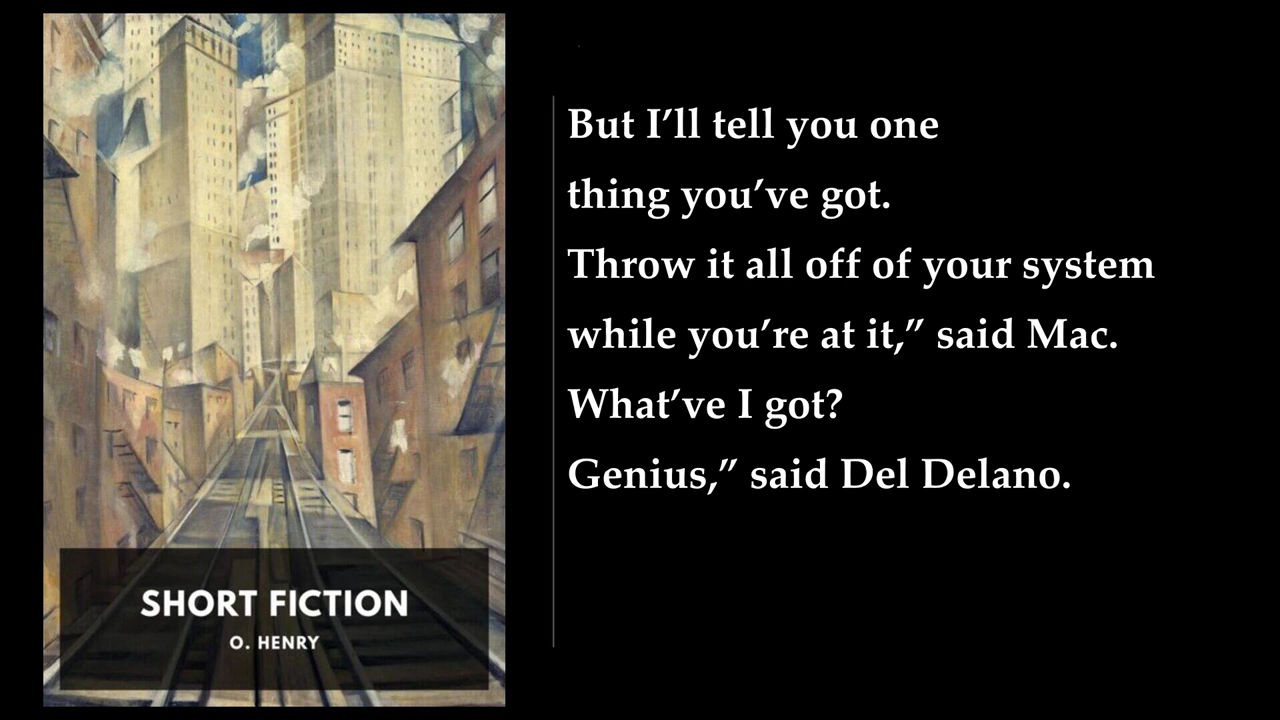 SHORT FICTION
O. HENRY
But I’ll tell you one
thing you’ve got.
Throw it all off of your system
while you’re at it,” said Mac.
What’ve I got?
Genius,” said Del Delano.